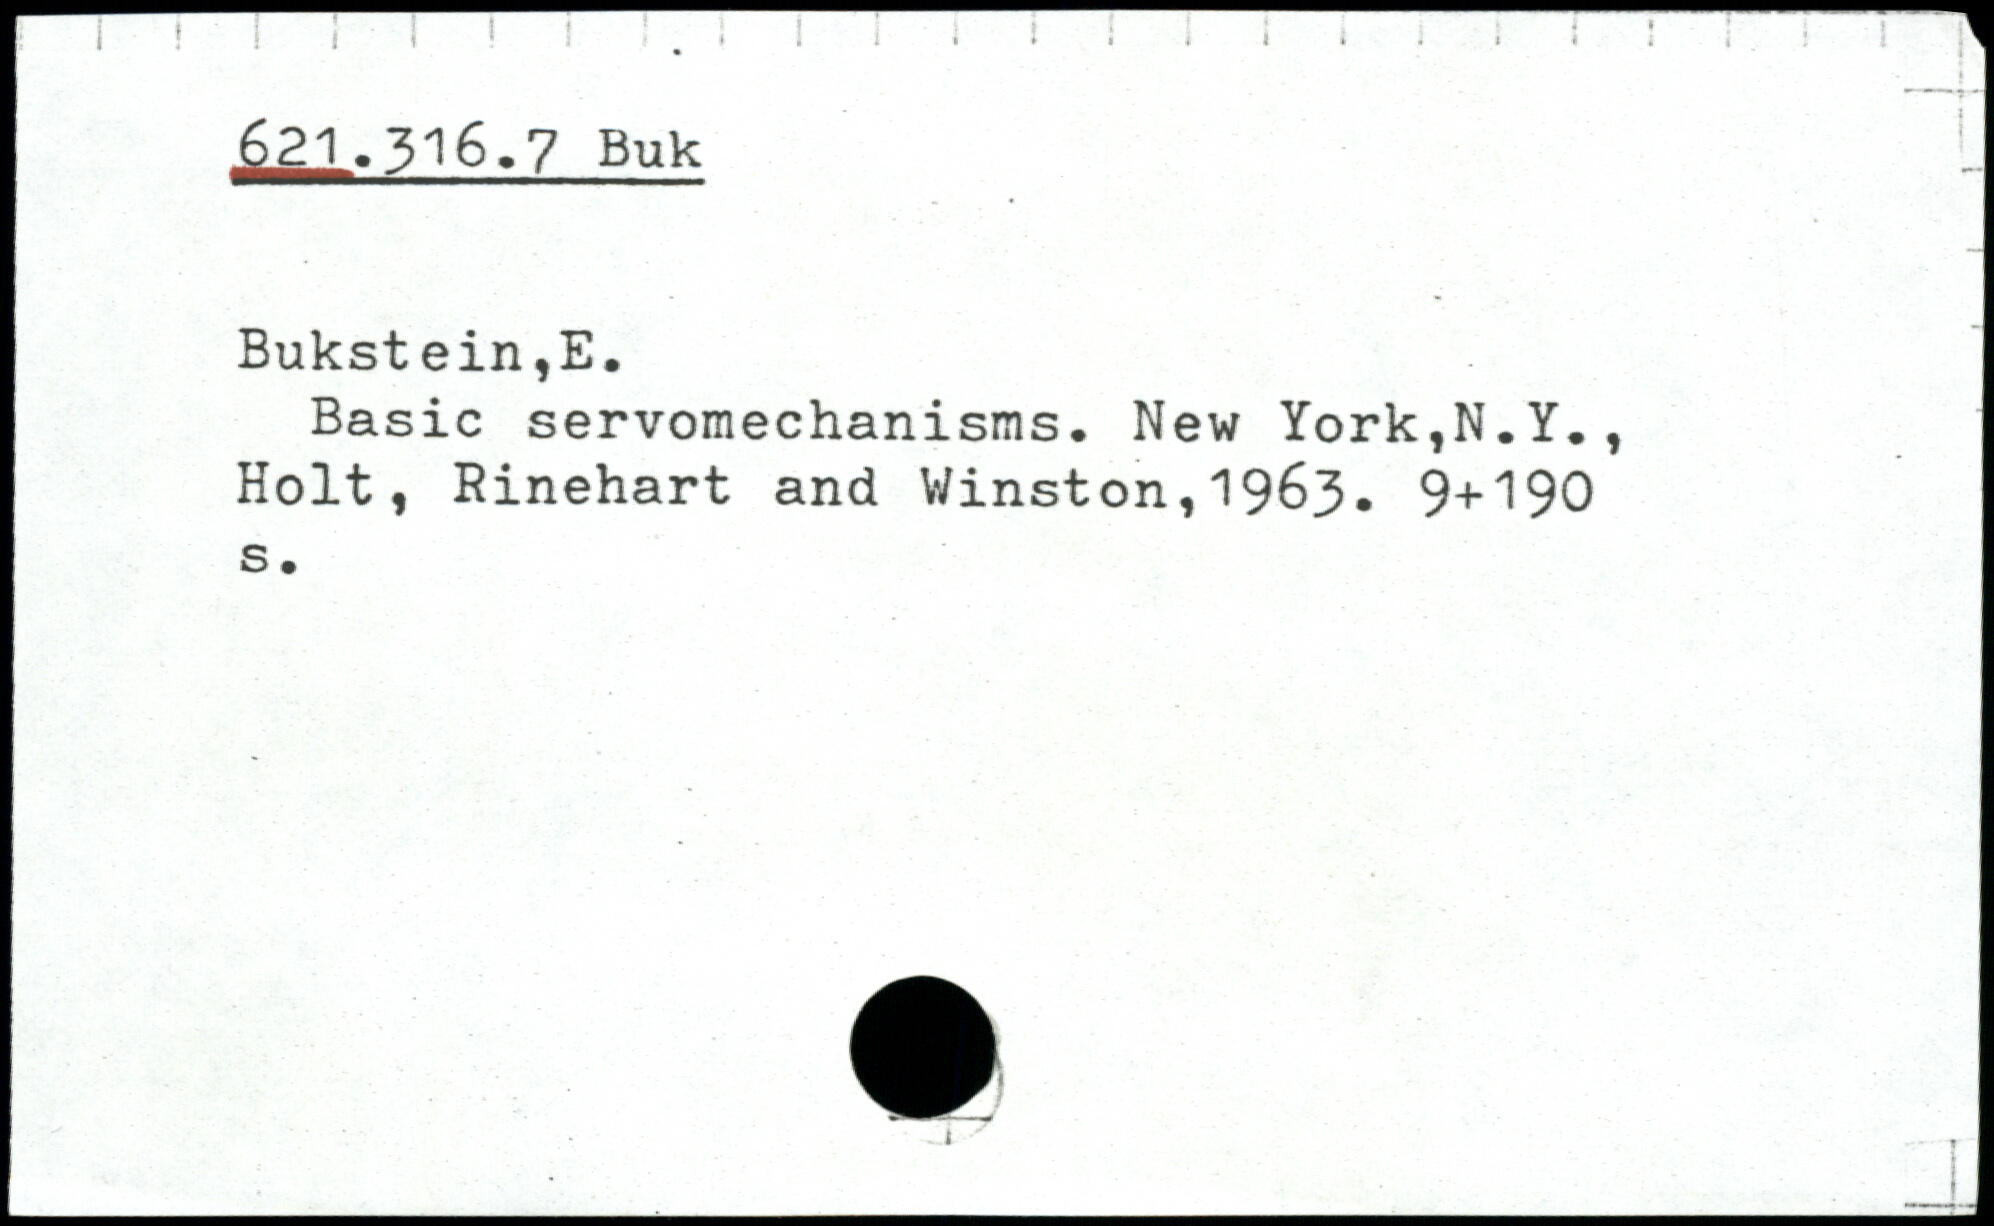 621.316.7 Buk
Bukstein,E.
Basic servomechanisms. New York,N.Y.,
Holt, Rinehart and Winston,1963. 9+190
s.